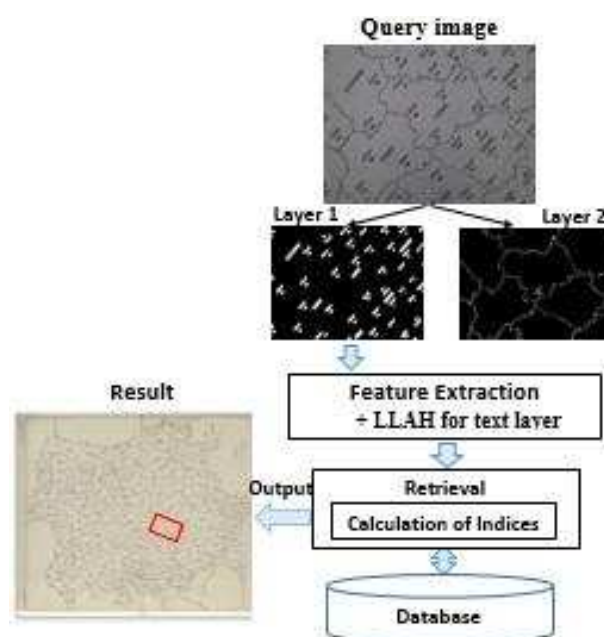 Query image
Layer 1
Layer 2
Feature Extraction
+ LLAH for text layer
Result
Output
Retrieval
Calculation of Indices
Database